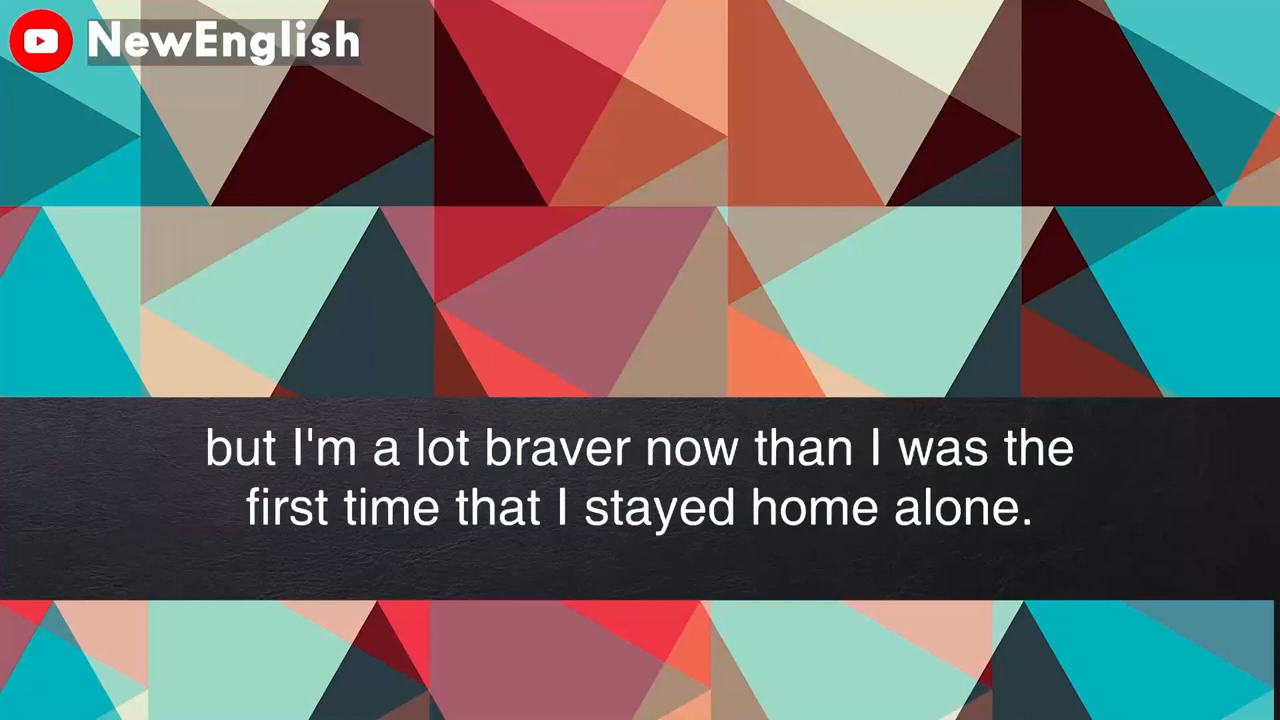 NewEnglish
but I'm a lot braver now than I was the
first time that I stayed home alone.